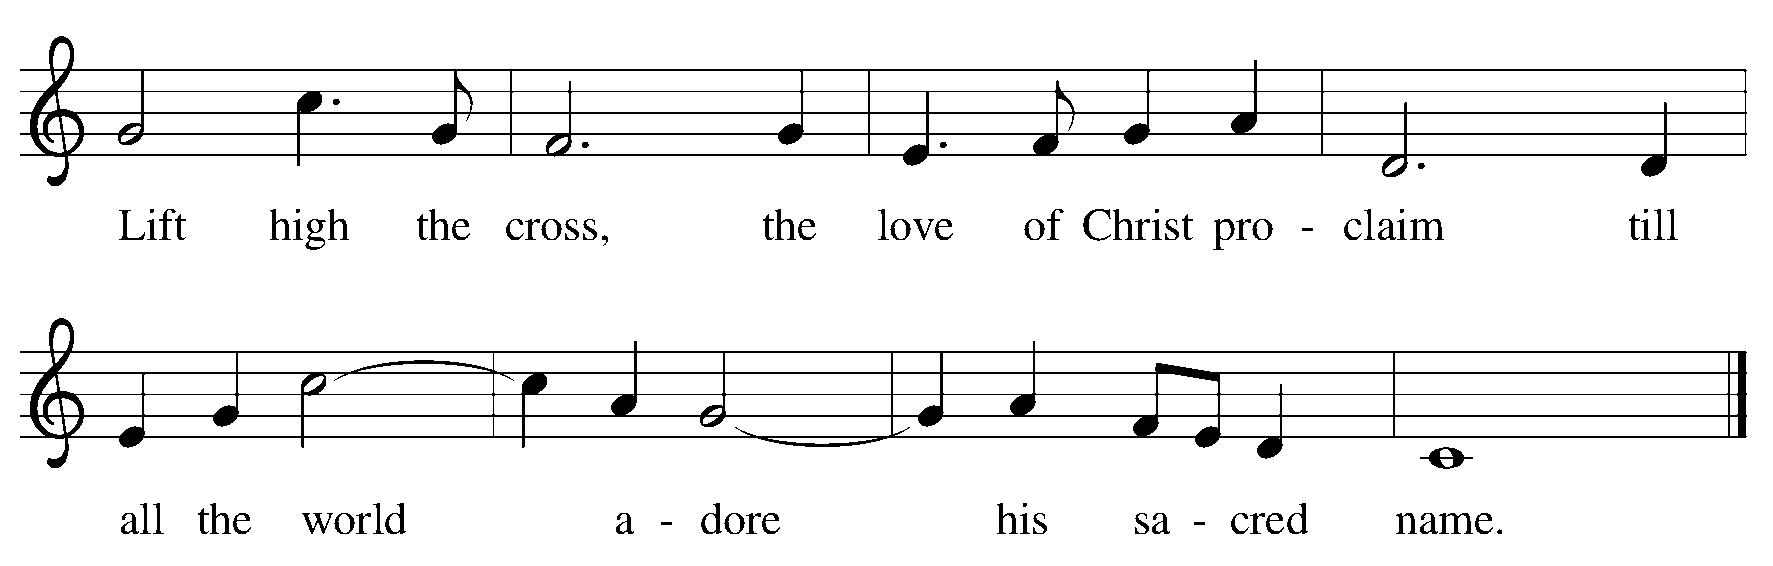 Lift high the cross, the love of Christ pro - claim till
all the world a - dore his sa - cred name.